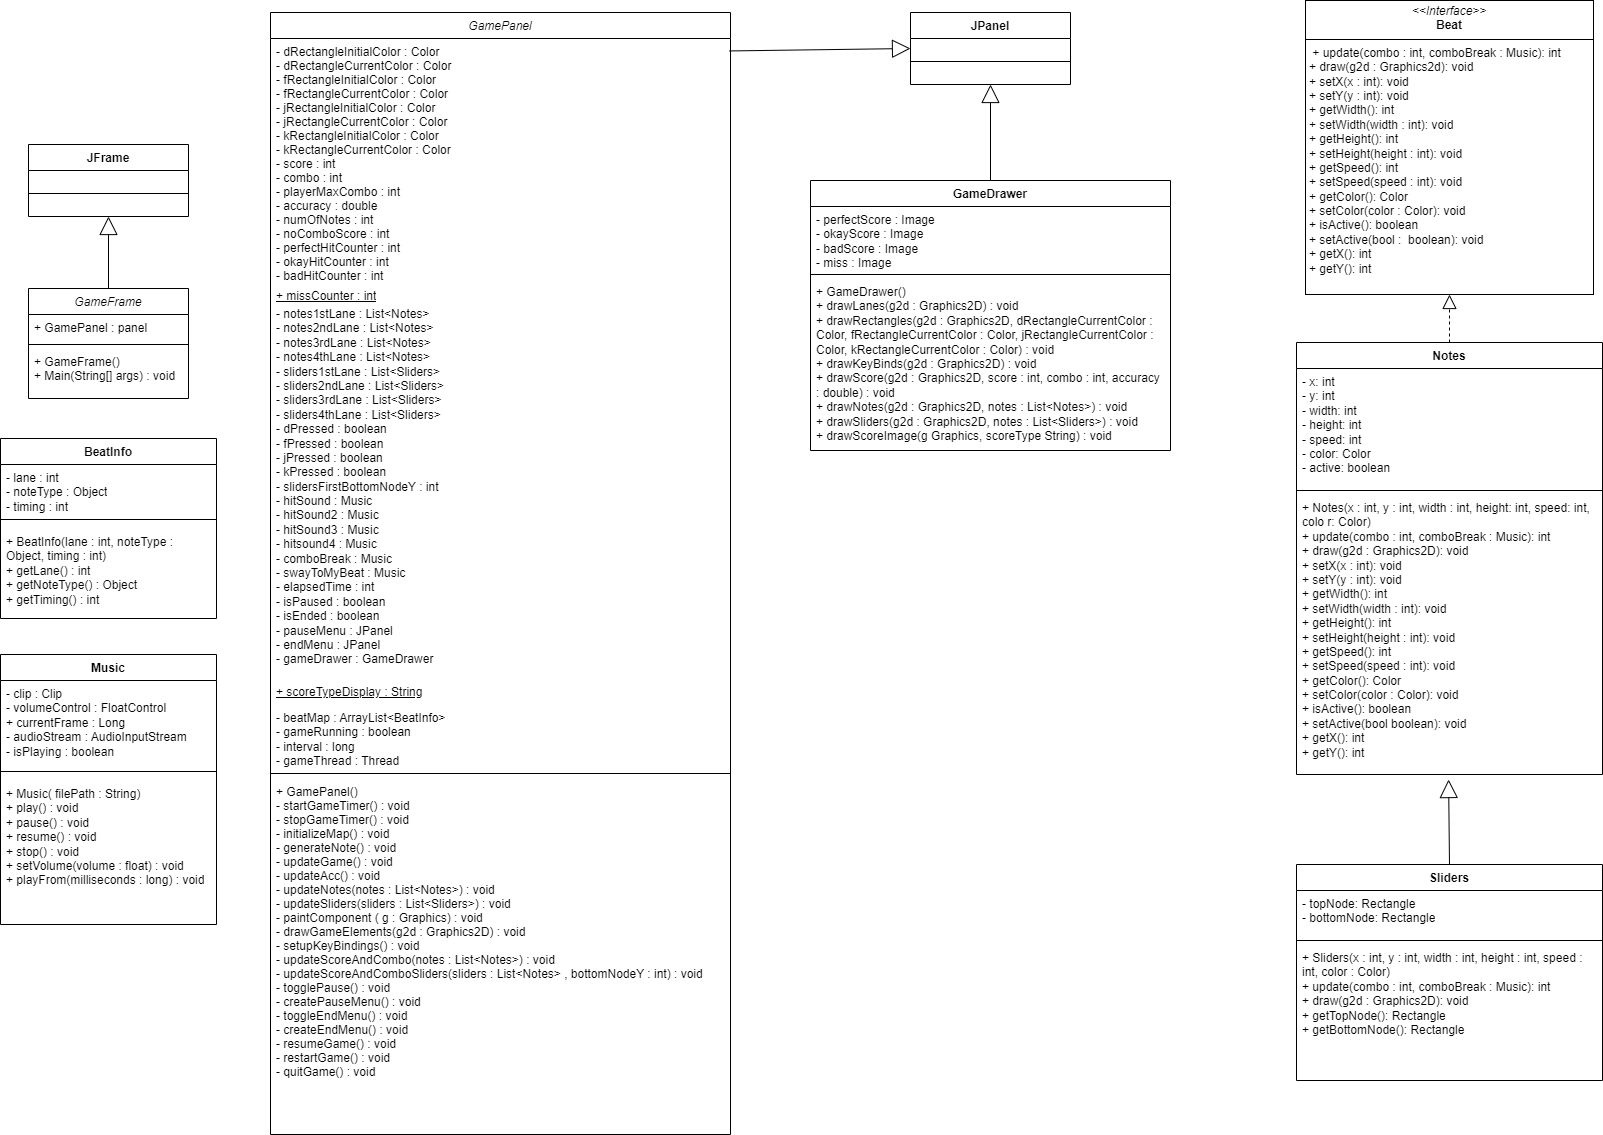 JFrame
GameFrame
+ GamePanel : panel
+ GameFrame()
+ Main(String[] args) : void
BeatInfo
- lane : int
- noteType : Object
- timing : int
+ BeatInfo(lane : int, noteType :
Object, timing : int)
+ getLane() : int
+ getNoteType() : Object
+ getTiming() : int
Music
- clip : Clip
- volumeControl : FloatControl
+ currentFrame : Long
- audioStream : AudioInputStream
- isPlaying : boolean
+ Music( filePath : String)
+ play() : void
+ pause() : void
+ resume() : void
+ stop() : void
+ setVolume(volume : float) : void
+ playFrom(milliseconds : long) : void
GamePanel
- dRectangleInitialColor : Color
- dRectangleCurrentColor : Color
- fRectangleInitialColor : Color
- fRectangleCurrentColor : Color
- jRectangleInitialColor : Color
- jRectangleCurrentColor : Color
- kRectangleInitialColor : Color
- kRectangleCurrentColor : Color
- score : int
- combo : int
- playerMaxCombo : int
- accuracy : double
- numOfNotes : int
- noComboScore : int
- perfectHitCounter : int
- okayHitCounter : int
- badHitCounter : int
+ missCounter : int
- notes1stLane : List<Notes>
- notes2ndLane : List<Notes>
- notes3rdLane : List<Notes>
- notes4thLane : List<Notes>
- sliders1stLane : List<Sliders>
- sliders2ndLane : List<Sliders>
- sliders3rdLane : List<Sliders>
- sliders4thLane : List<Sliders>
- dPressed : boolean
- fPressed : boolean
- jPressed : boolean
- kPressed : boolean
- slidersFirstBottomNodeY : int
- hitSound : Music
- hitSound2 : Music
- hitSound3 : Music
- hitsound4 : Music
- comboBreak : Music
- swayToMyBeat : Music
- elapsedTime : int
- isPaused : boolean
- isEnded : boolean
- pauseMenu : JPanel
- endMenu : JPanel
- gameDrawer : GameDrawer
+ scoreTypeDisplay : String
- beatMap : ArrayList<BeatInfo>
- gameRunning : boolean
- interval : long
- gameThread : Thread
+ GamePanel()
- startGameTimer() : void
- stopGameTimer() : void
- initializeMap() : void
- generateNote() : void
- updateGame() : void
- updateAcc() : void
- updateNotes(notes : List<Notes>) : void
- updateSliders(sliders : List<Sliders>) : void
- paintComponent ( g : Graphics) : void
- drawGameElements(g2d : Graphics2D) : void
- setupKeyBindings() : void
- updateScoreAndCombo(notes : List<Notes>) : void
- updateScoreAndComboSliders(sliders : List<Notes> , bottomNodeY : int) : void
- togglePause() : void
- createPauseMenu() : void
- toggleEndMenu() : void
- createEndMenu() : void
- resumeGame() : void
- restartGame() : void
- quitGame() : void
JPanel
GameDrawer
- perfectScore : Image
- okayScore : Image
- badScore : Image
- miss : Image
+ GameDrawer()
+ drawLanes(g2d : Graphics2D) : void
+ drawRectangles(g2d : Graphics2D, dRectangleCurrentColor :
Color, fRectangleCurrentColor : Color, jRectangleCurrentColor :
Color, kRectangleCurrentColor : Color) : void
+ drawKeyBinds(g2d : Graphics2D) : void
+ drawScore(g2d : Graphics2D, score : int, combo : int, accuracy
: double) : void
+ drawNotes(g2d : Graphics2D, notes : List<Notes>) : void
+ drawSliders(g2d : Graphics2D, notes : List<Sliders>) : void
+ drawScoreImage(g Graphics, scoreType String) : void
<<Interface>>
Beat
+ update(combo : int, comboBreak : Music): int
+ draw(g2d : Graphics2d): void
+ setX(x : int): void
+ setY(y : int): void
+ getWidth(): int
+ setWidth(width : int): void
+ getHeight(): int
+ setHeight(height : int): void
+ getSpeed(): int
+ setSpeed(speed : int): void
+ getColor(): Color
+ setColor(color : Color): void
+ isActive(): boolean
+ setActive(bool : boolean): void
+ getX(): int
+ getY(): int
Notes
- x: int
- y: int
- width: int
- height: int
- speed: int
- color: Color
- active: boolean
+ Notes(x : int, y : int, width : int, height: int, speed: int,
colo r: Color)
+ update(combo : int, comboBreak : Music): int
+ draw(g2d : Graphics2D): void
+ setX(x : int): void
+ setY(y : int): void
+ getWidth(): int
+ setWidth(width : int): void
+ getHeight(): int
+ setHeight(height : int): void
+ getSpeed(): int
+ setSpeed(speed : int): void
+ getColor(): Color
+ setColor(color : Color): void
+ isActive(): boolean
+ setActive(bool boolean): void
+ getX(): int
+ getY(): int
Sliders
- topNode: Rectangle
- bottomNode: Rectangle
+ Sliders(x : int, y : int, width : int, height : int, speed :
int, color : Color)
+ update(combo : int, comboBreak : Music): int
+ draw(g2d : Graphics2D): void
+ getTopNode(): Rectangle
+ getBottomNode(): Rectangle